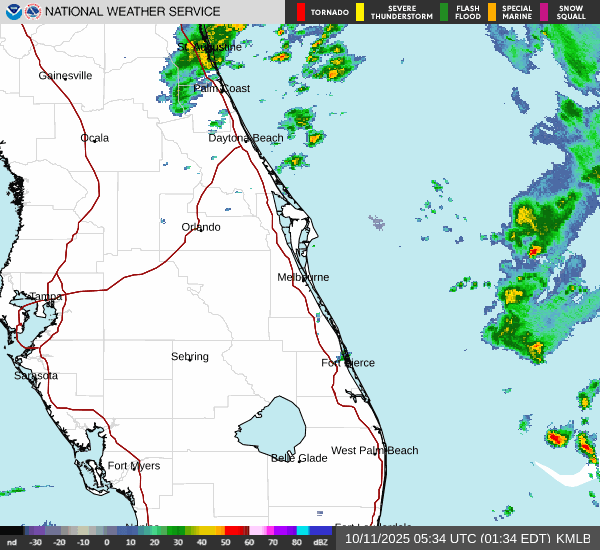 NATIONAL WEATHER SERVICE
TORNADO
SEVERE THUNDERSTORM
FLASH FLOOD
SPECIAL MARINE
SNOW SQUALL
St. Augustine
Gainesville
Palm Coast
Ocala
Daytona Beach
Orlando
Melbourne
Tampa
Sebring
Fort Pierce
Sarasota
West Palm Beach
Belle Glade
Fort Myers
Fort Lauderdale
nd -30 -20 -10 0 10 20 30 40 50 60 70 80 dBZ
10/11/2025 05:34 UTC (01:34 EDT) KMLB